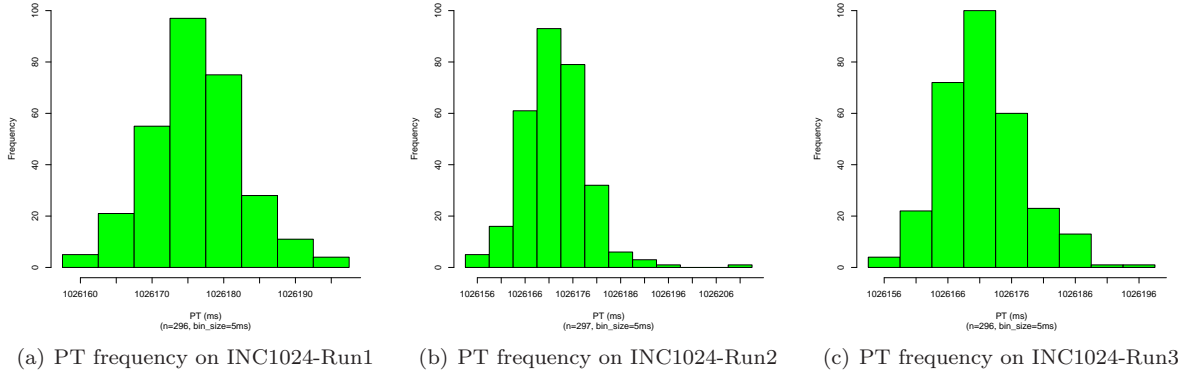 100
80
60
40
20
0
Frequency
1026160 1026170 1026180 1026190
PT (ms)
(n=296, bin_size=5ms)
(a) PT frequency on INC1024-Run1
100
80
60
40
20
0
Frequency
1026156 1026166 1026176 1026186 1026196 1026206
PT (ms)
(n=297, bin_size=5ms)
(b) PT frequency on INC1024-Run2
100
80
60
40
20
0
Frequency
1026156 1026166 1026176 1026186 1026196
PT (ms)
(n=296, bin_size=5ms)
(c) PT frequency on INC1024-Run3